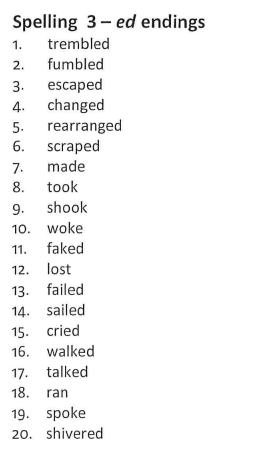 Spelling 3 – ed endings
1. trembled
2. fumbled
3. escaped
4. changed
5. rearranged
6. scraped
7. made
8. took
9. shook
10. woke
11. faked
12. lost
13. failed
14. sailed
15. cried
16. walked
17. talked
18. ran
19. spoke
20. shivered